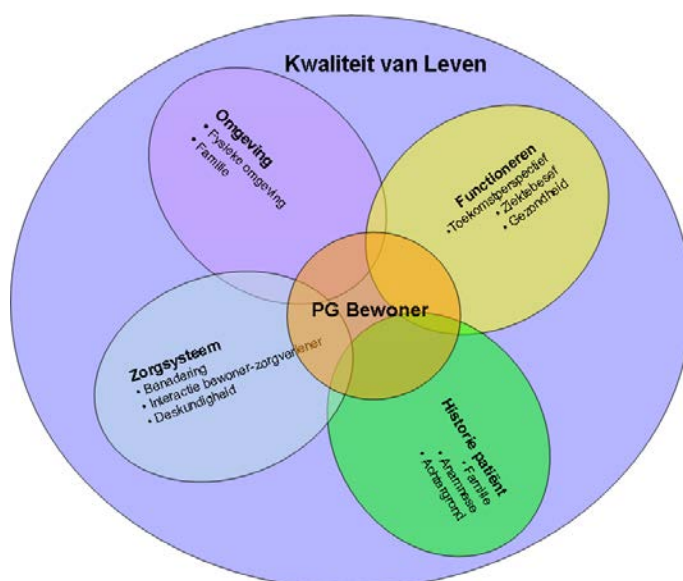 Kwaliteit van Leven
Omgeving
• Fysieke omgeving
• Familie
Functioneren
• Toekomstperspectief
• Ziektebesef
• Gezondheid
PG Bewoner
Zorgsysteem
• Benadering
• Interactie bewoner-zorgverlener
• Deskundigheid
Historie patiënt
• Familie
• Anamnese
• Achtergrond